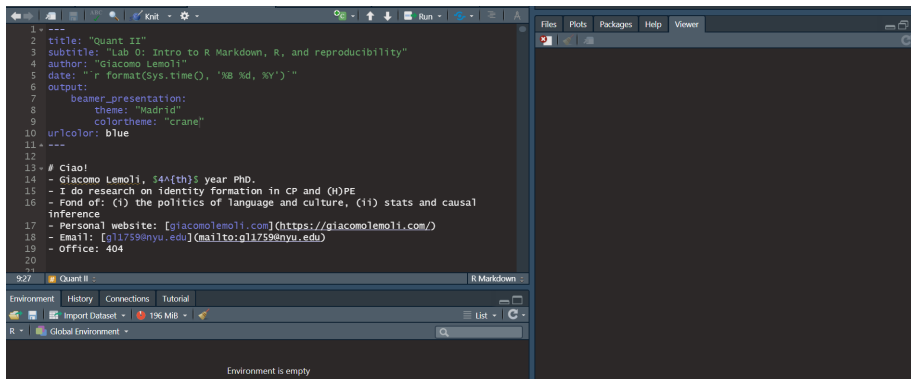 Knit
Run
1 ---
2 title: "Quant II"
3 subtitle: "Lab 0: Intro to R Markdown, R, and reproducibility"
4 author: "Giacomo Lemoli"
5 date: "`r format(Sys.time(), '%B %d, %Y')`"
6 output:
7 beamer_presentation:
8 theme: "Madrid"
9 colortheme: "crane"
10 urlcolor: blue
11 ---
12
13 # Ciao!
14 - Giacomo Lemoli, $4^{th}$ year PhD.
15 - I do research on identity formation in CP and (H)PE
16 - Fond of: (i) the politics of language and culture, (ii) stats and causal
inference
17 - Personal website: [giacomolemoli.com](https://giacomolemoli.com/)
18 - Email: [gl1759@nyu.edu](mailto:gl1759@nyu.edu)
19 - Office: 404
20
21
9:27 Quant II R Markdown
Environment History Connections Tutorial
Import Dataset 196 MiB List
R Global Environment
Environment is empty
Files Plots Packages Help Viewer